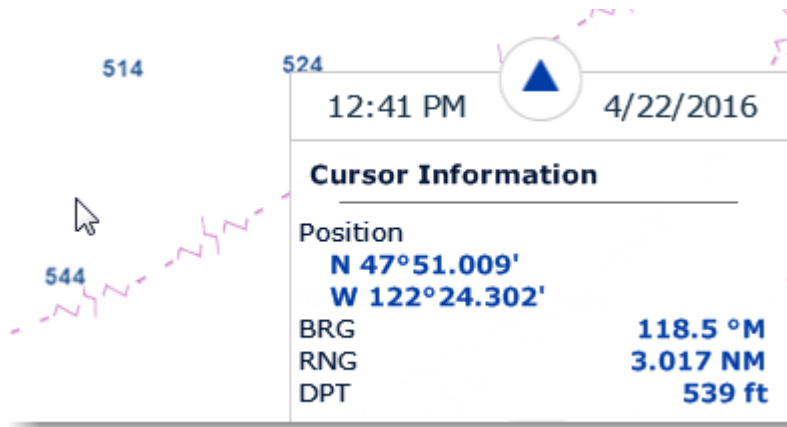 514
524
12:41 PM 4/22/2016
Cursor Information
Position
N 47°51.009'
W 122°24.302'
544
BRG 118.5 °M
RNG 3.017 NM
DPT 539 ft